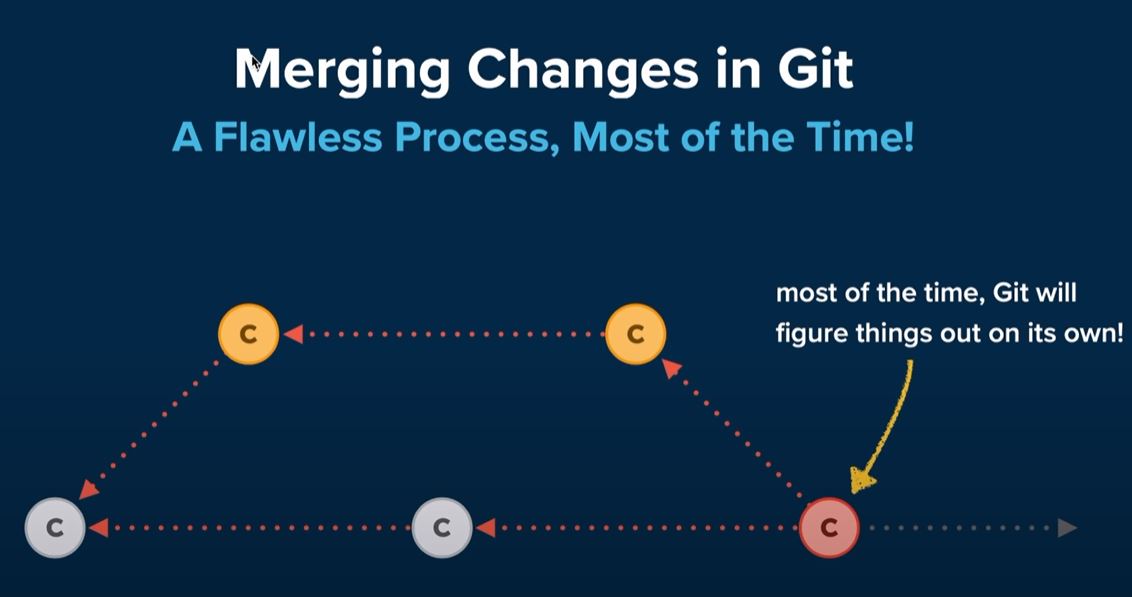 Merging Changes in Git
A Flawless Process, Most of the Time!
most of the time, Git will
figure things out on its own!
C
C
C
C
C